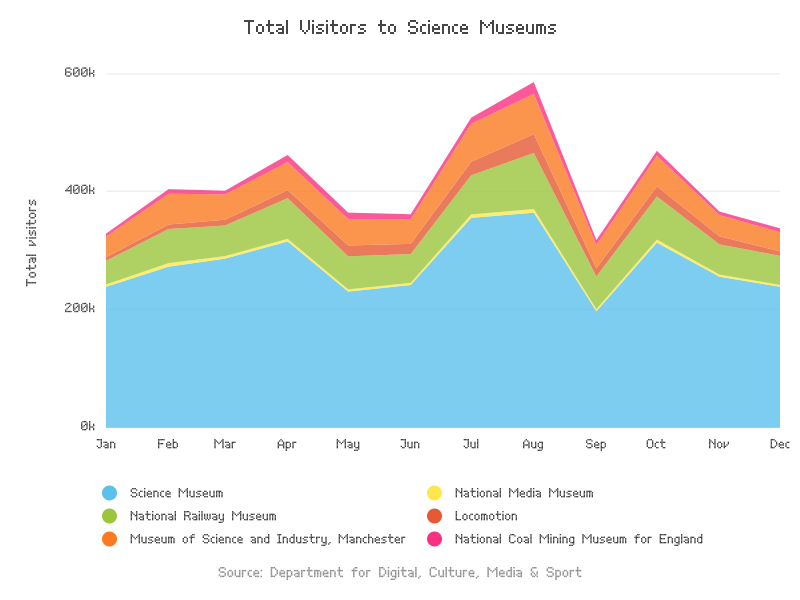 Total Visitors to Science Museums
600k
400k
200k
0k
Total visitors
Jan Feb Mar Apr May Jun Jul Aug Sep Oct Nov Dec
Science Museum
National Media Museum
National Railway Museum
Locomotion
Museum of Science and Industry, Manchester
National Coal Mining Museum for England
Source: Department for Digital, Culture, Media & Sport